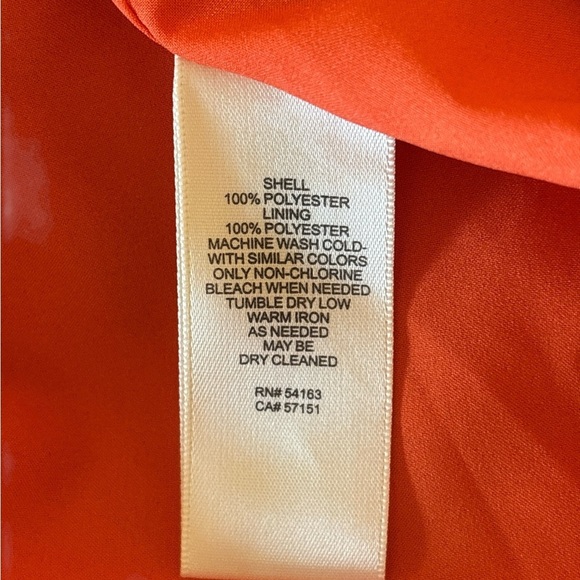 SHELL
100% POLYESTER
LINING
100% POLYESTER
MACHINE WASH COLD-
WITH SIMILAR COLORS
ONLY NON-CHLORINE
BLEACH WHEN NEEDED
TUMBLE DRY LOW
WARM IRON
AS NEEDED
MAY BE
DRY CLEANED
RN# 54163
CA# 57151